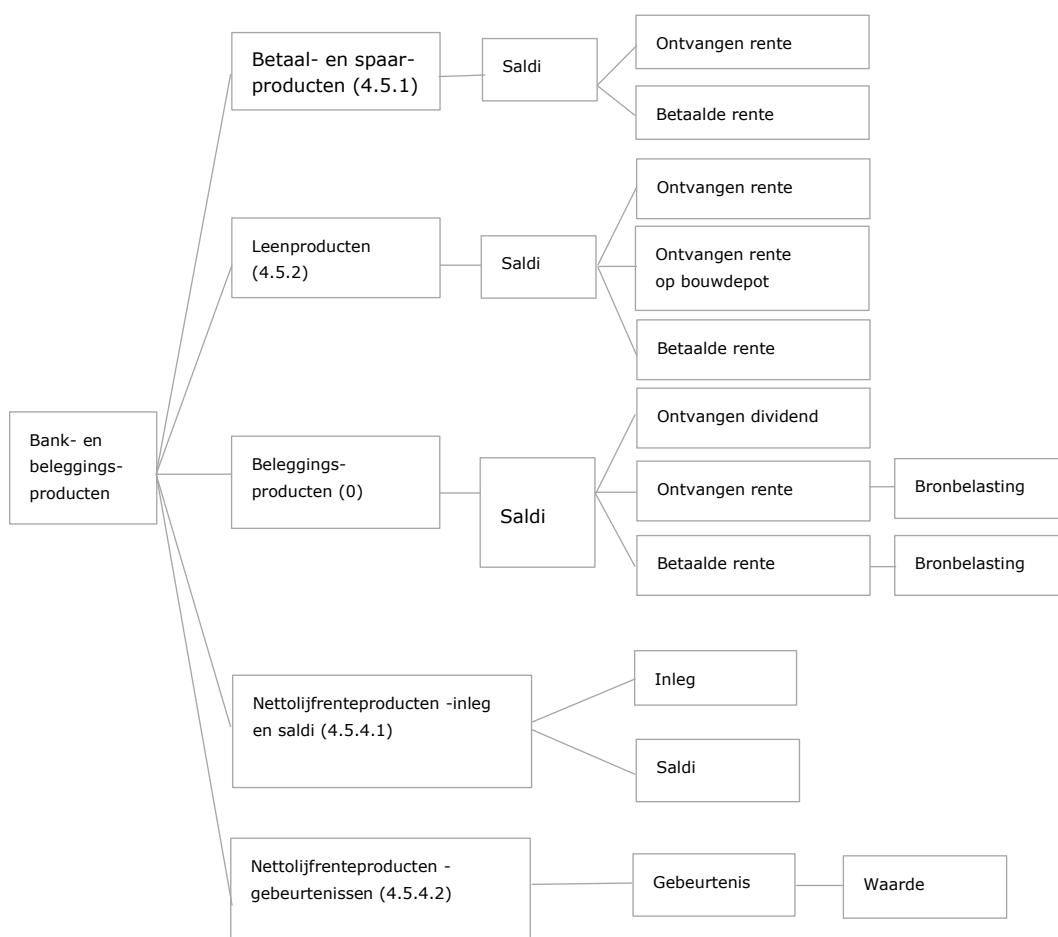 Betaal- en spaar-
producten (4.5.1)
Saldi
Ontvangen rente
Betaalde rente
Leenproducten
(4.5.2)
Saldi
Ontvangen rente
Ontvangen rente
op bouwdepot
Betaalde rente
Bank- en
beleggings-
producten
Beleggings-
producten (0)
Saldi
Ontvangen dividend
Ontvangen rente
Bronbelasting
Betaalde rente
Bronbelasting
Nettolijfrenteproducten -inleg
en saldi (4.5.4.1)
Inleg
Saldi
Nettolijfrenteproducten -
gebeurtenissen (4.5.4.2)
Gebeurtenis
Waarde